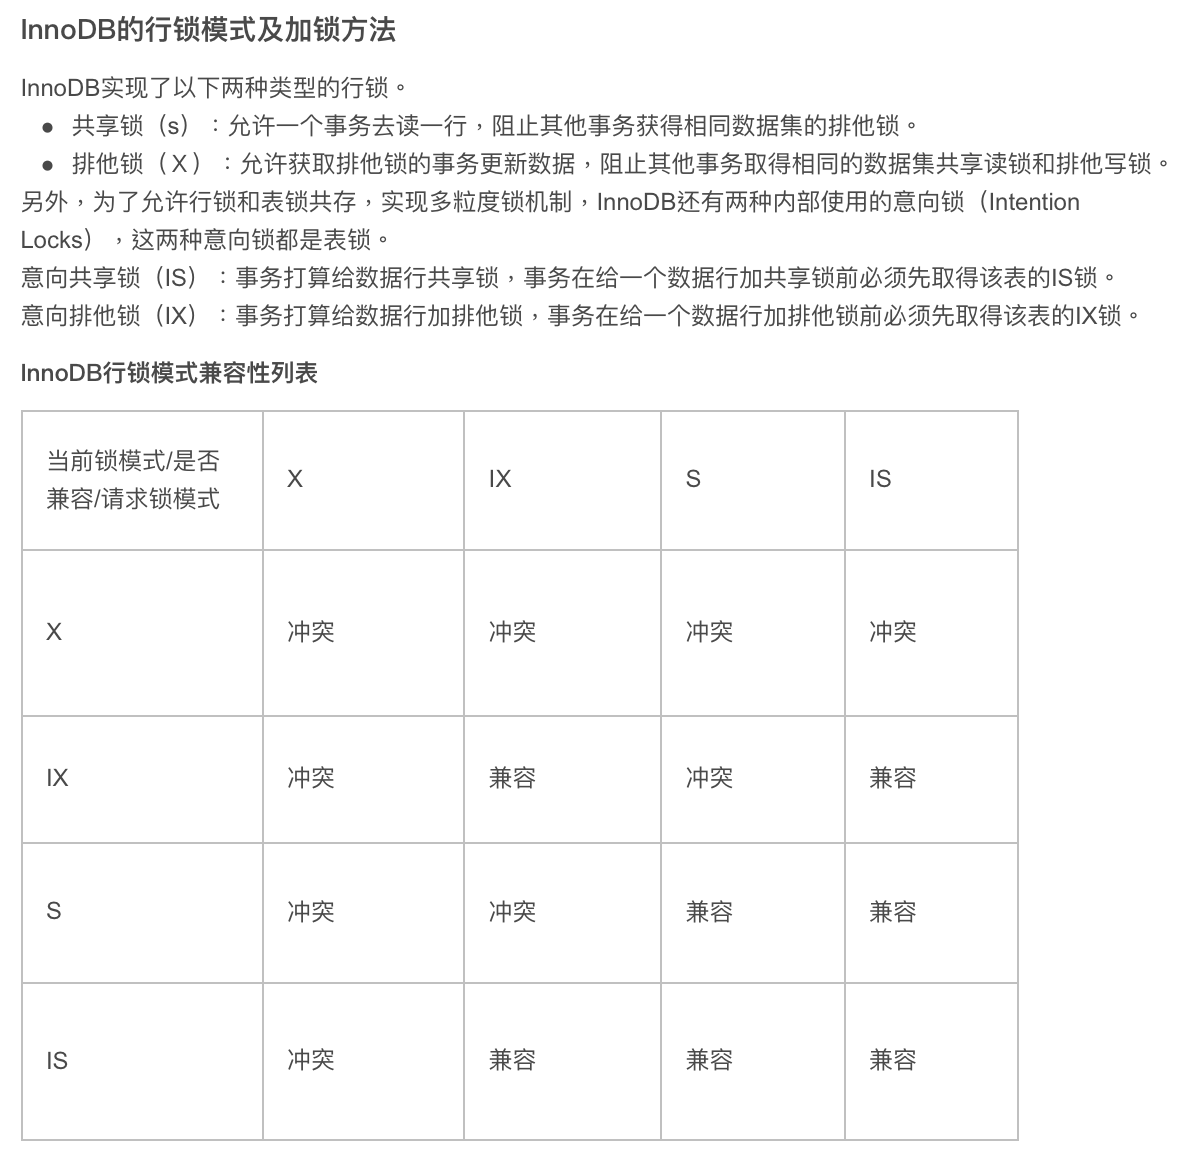 InnoDB的行锁模式及加锁方法
InnoDB实现了以下两种类型的行锁。
● 共享锁（s）：允许一个事务去读一行，阻止其他事务获得相同数据集的排他锁。
● 排他锁（X）：允许获取排他锁的事务更新数据，阻止其他事务取得相同的数据集共享读锁和排他写锁。
另外，为了允许行锁和表锁共存，实现多粒度锁机制，InnoDB还有两种内部使用的意向锁（Intention
Locks），这两种意向锁都是表锁。
意向共享锁（IS）：事务打算给数据行共享锁，事务在给一个数据行加共享锁前必须先取得该表的IS锁。
意向排他锁（IX）：事务打算给数据行加排他锁，事务在给一个数据行加排他锁前必须先取得该表的IX锁。
InnoDB行锁模式兼容性列表
当前锁模式/是否
兼容/请求锁模式 X IX S IS
X 冲突 冲突 冲突 冲突
IX 冲突 兼容 冲突 兼容
S 冲突 冲突 兼容 兼容
IS 冲突 兼容 兼容 兼容